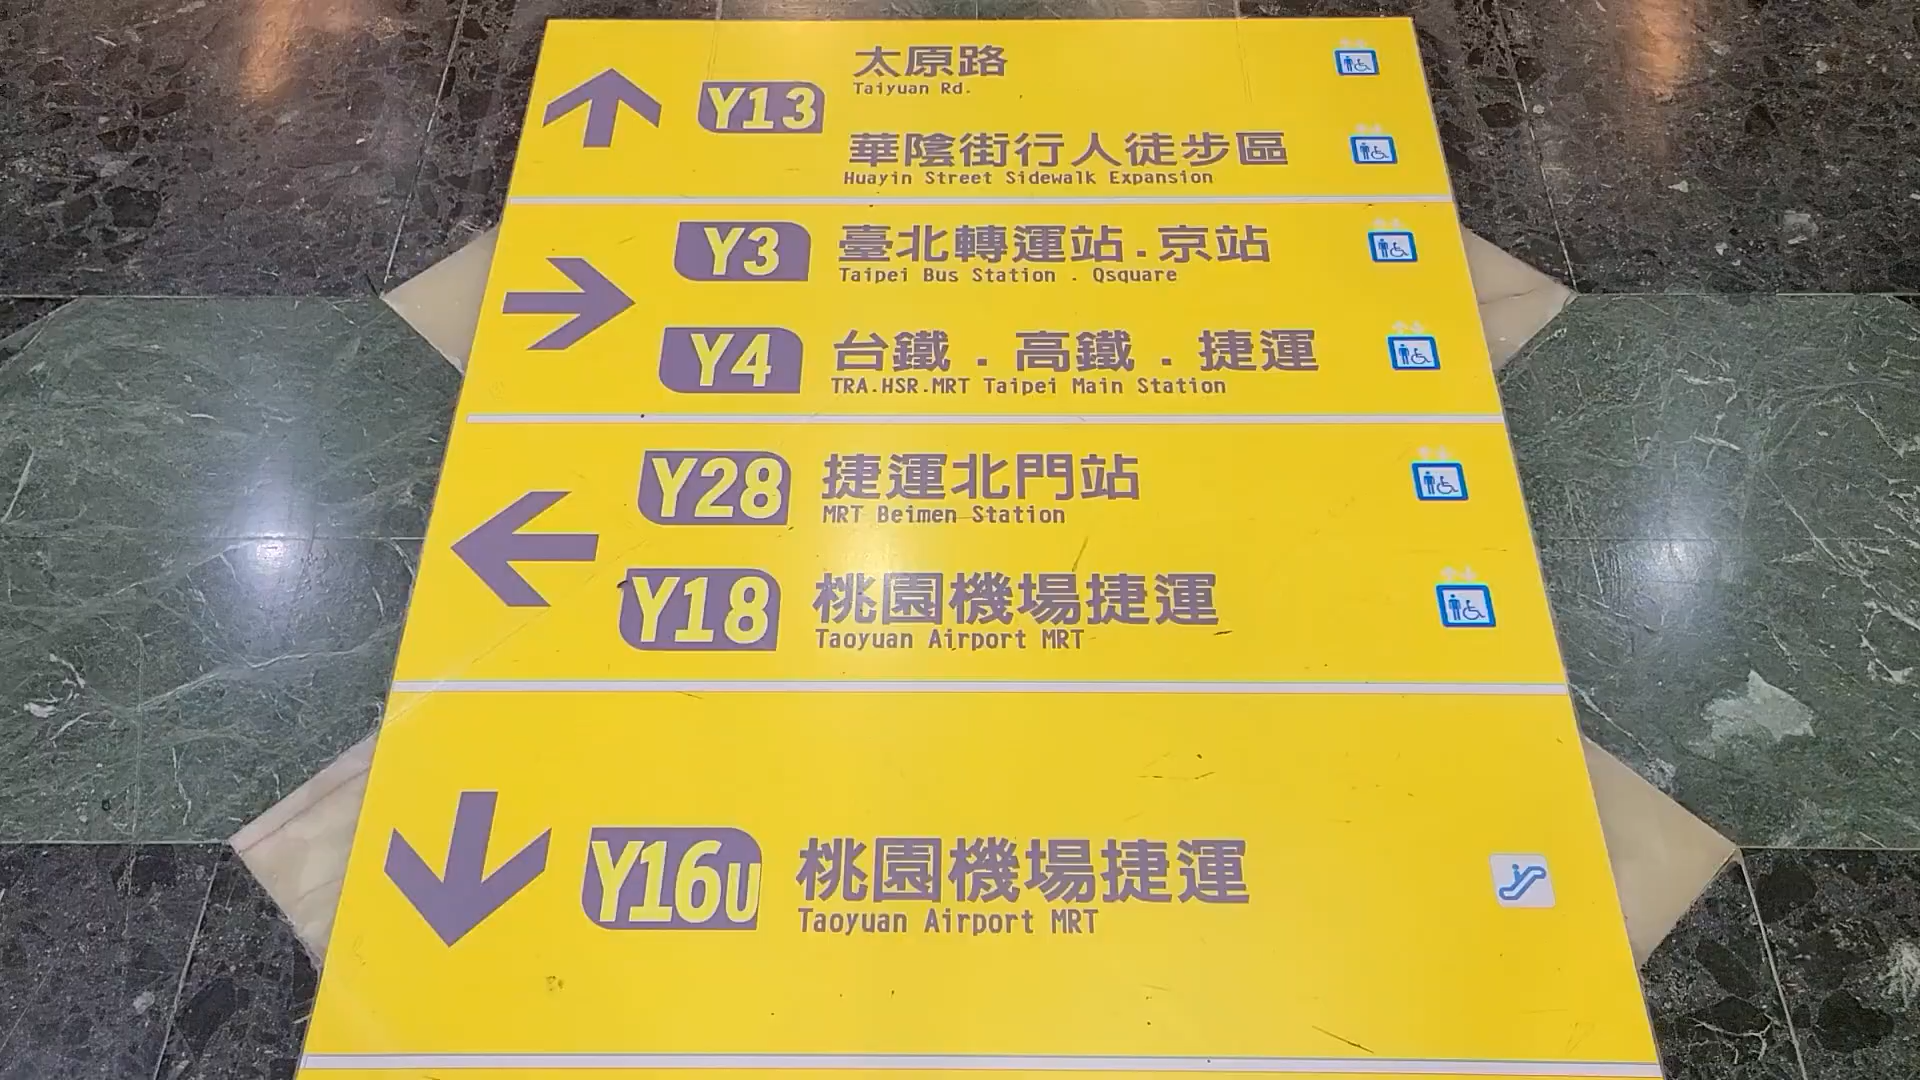 太原路
Taiyuan Rd.
Y13
華陰街行人徒步區
Huayin Street Sidewalk Expansion
Y3
臺北轉運站.京站
Taipei Bus Station . Qsquare
Y4
台鐵.高鐵.捷運
TRA.HSR.MRT Taipei Main Station
Y28
捷運北門站
MRT Beimen Station
Y18
桃園機場捷運
Taoyuan Airport MRT
Y16U
桃園機場捷運
Taoyuan Airport MRT